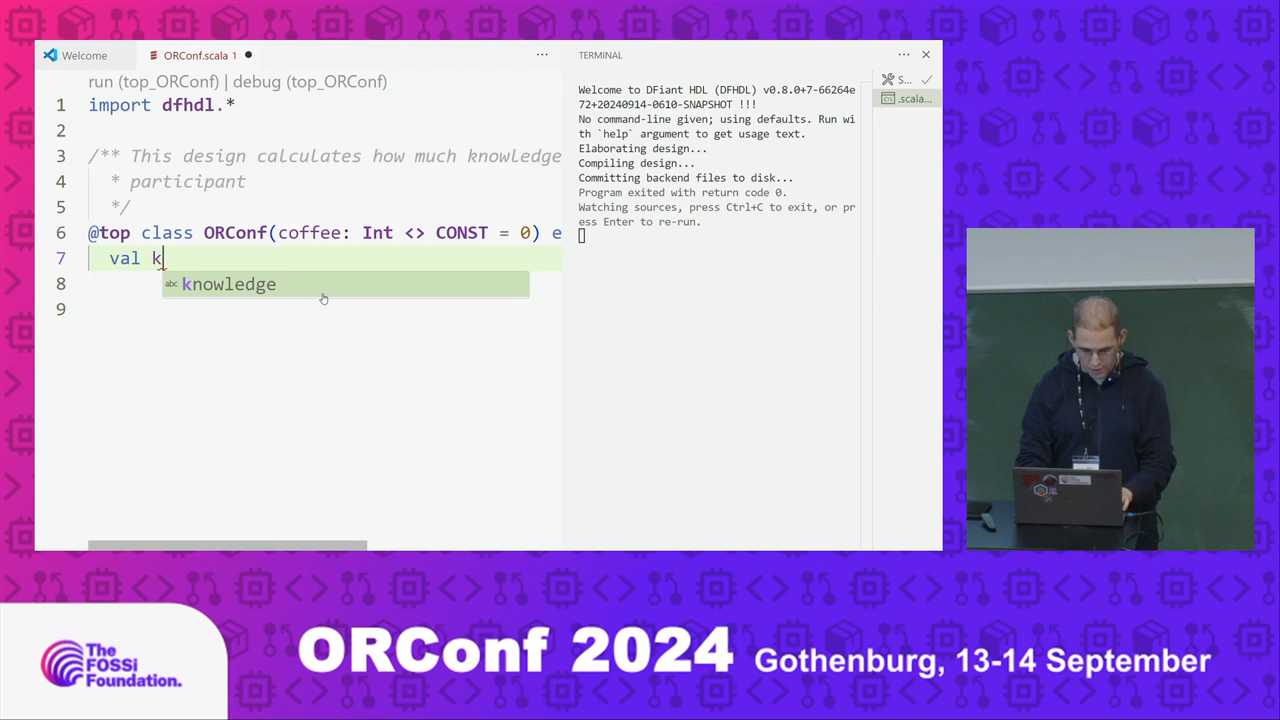 Welcome
ORConf.scala 1
run (top_ORConf) | debug (top_ORConf)
1 import dfhdl.*
2
3 /** This design calculates how much knowledge
4 * participant
5 */
6 @top class ORConf(coffee: Int <> CONST = 0) e
7 val k
abc knowledge
8
9
TERMINAL
Welcome to DFiant HDL (DFHDL) v0.8.0+7-66264e
72+20240914-0610-SNAPSHOT !!!
No command-line given; using defaults. Run wi
th `help` argument to get usage text.
Elaborating design...
Compiling design...
Committing backend files to disk...
Program exited with return code 0.
Watching sources, press Ctrl+C to exit, or pr
ess Enter to re-run.
S...
.scala...
The
FOSSi
Foundation.
ORConf 2024 Gothenburg, 13-14 September